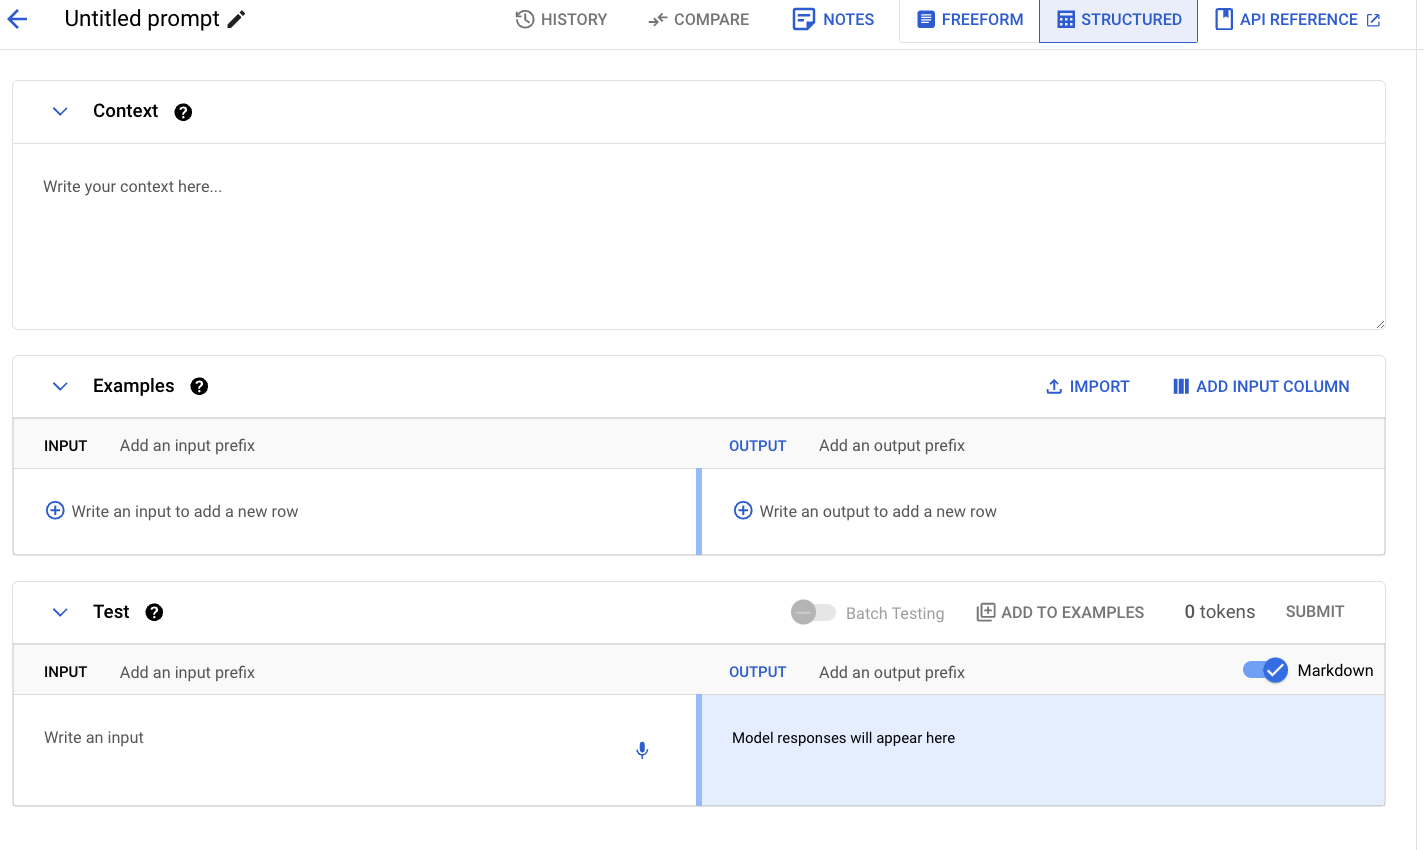 Untitled prompt
HISTORY
COMPARE
NOTES
FREEFORM
STRUCTURED
API REFERENCE
Context
Write your context here...
Examples
IMPORT
ADD INPUT COLUMN
INPUT
Add an input prefix
OUTPUT
Add an output prefix
Write an input to add a new row
Write an output to add a new row
Test
Batch Testing
ADD TO EXAMPLES
0 tokens
SUBMIT
INPUT
Add an input prefix
OUTPUT
Add an output prefix
Markdown
Write an input
Model responses will appear here